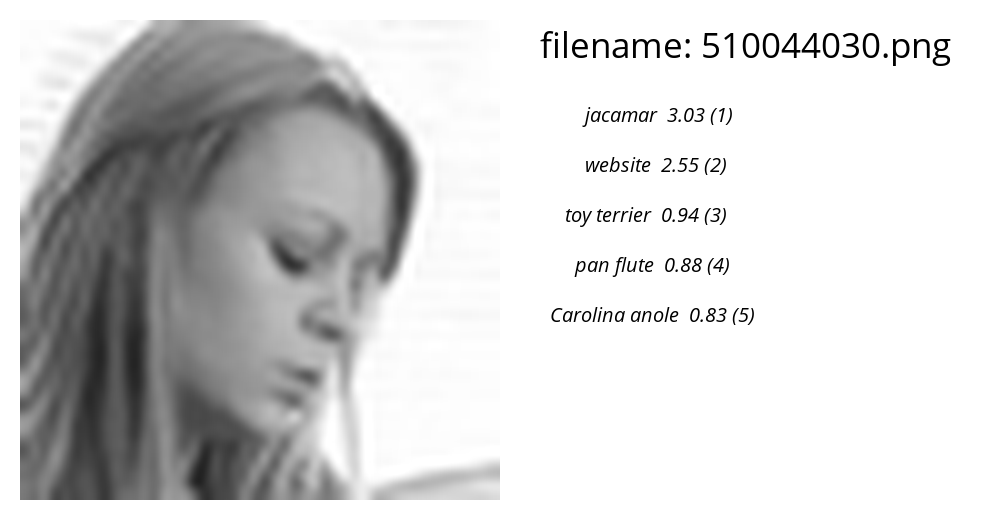 filename: 510044030.png
jacamar 3.03 (1)
website 2.55 (2)
toy terrier 0.94 (3)
pan flute 0.88 (4)
Carolina anole 0.83 (5)